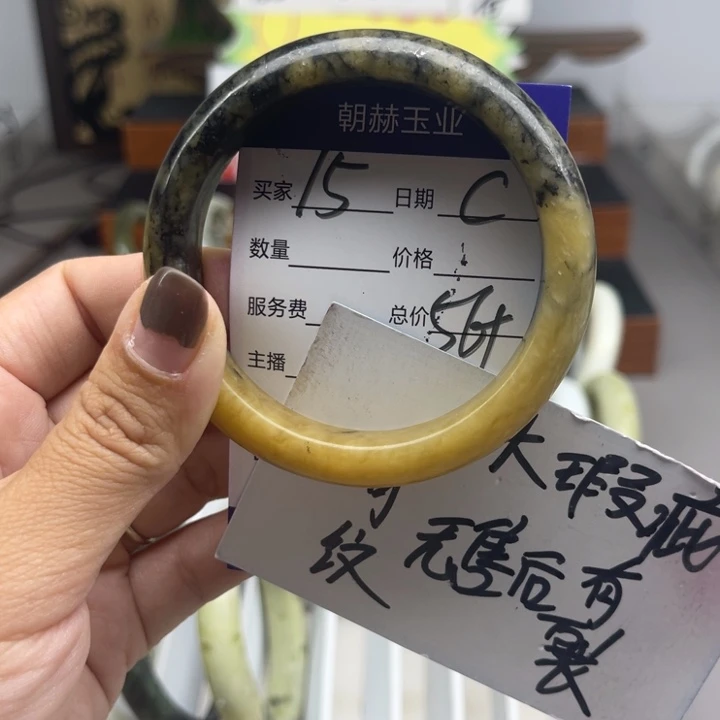 朝赫玉业
买家 15 日期 C
数量 价格
服务费 总价 56t
主播
大瑕疵
无售后有
裂
纹